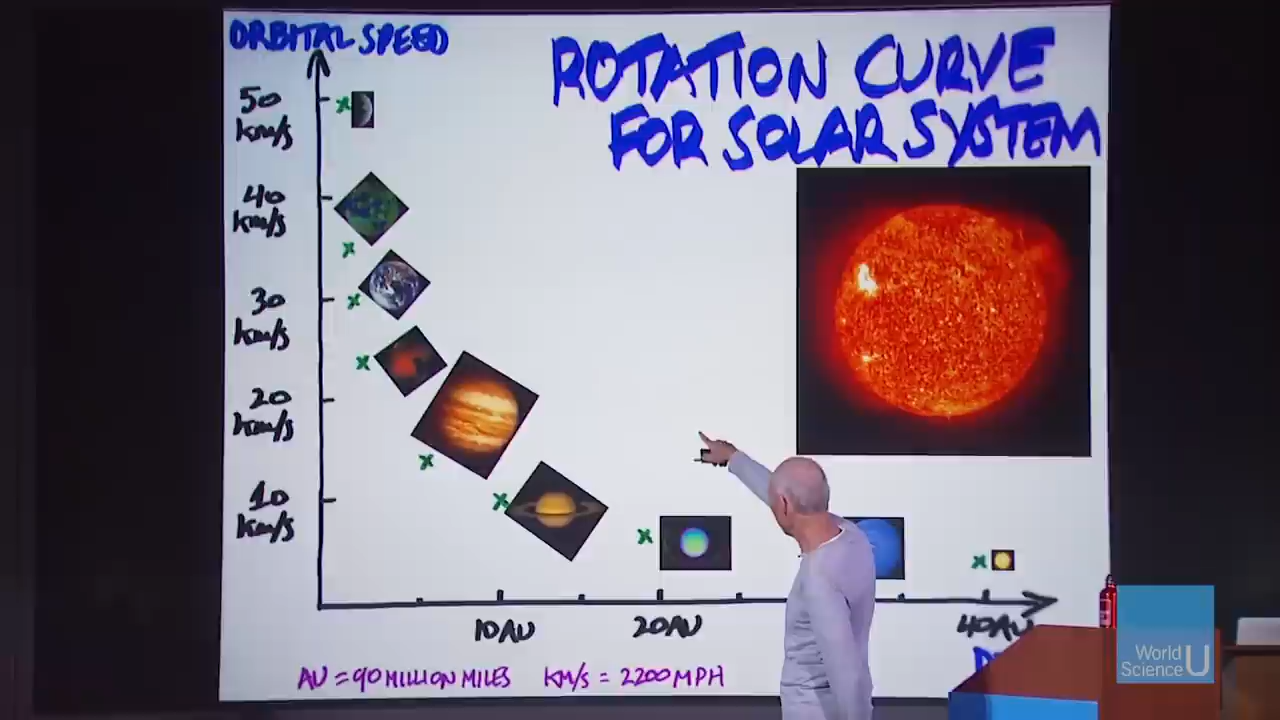 ORBITAL SPEED
ROTATION CURVE
FOR SOLAR SYSTEM
50
km/s
40
km/s
30
km/s
20
km/s
10
km/s
10AU
20AU
40AU
AU = 90 MILLION MILES KM/S = 2200 MPH
World
Science U